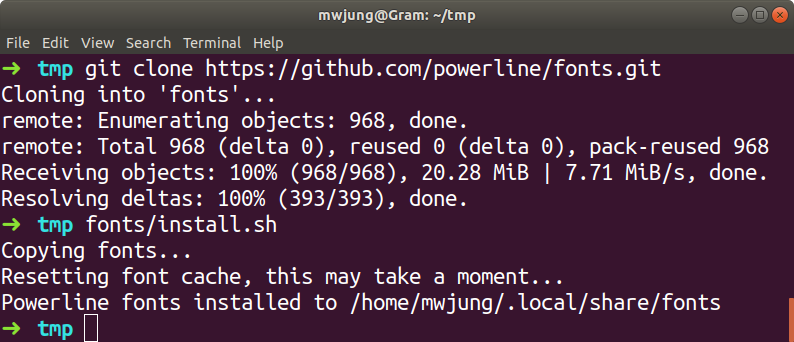 mwjung@Gram: ~/tmp
File Edit View Search Terminal Help
➜ tmp git clone https://github.com/powerline/fonts.git
Cloning into 'fonts'...
remote: Enumerating objects: 968, done.
remote: Total 968 (delta 0), reused 0 (delta 0), pack-reused 968
Receiving objects: 100% (968/968), 20.28 MiB | 7.71 MiB/s, done.
Resolving deltas: 100% (393/393), done.
➜ tmp fonts/install.sh
Copying fonts...
Resetting font cache, this may take a moment...
Powerline fonts installed to /home/mwjung/.local/share/fonts
➜ tmp